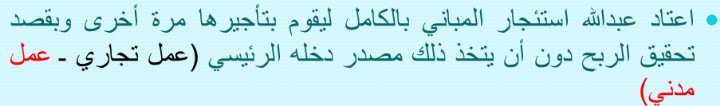 • اعتاد عبدالله استئجار المباني بالكامل ليقوم بتأجيرها مرة أخرى وبقصد
تحقيق الربح دون أن يتخذ ذلك مصدر دخله الرئيسي (عمل تجاري - عمل
مدني)